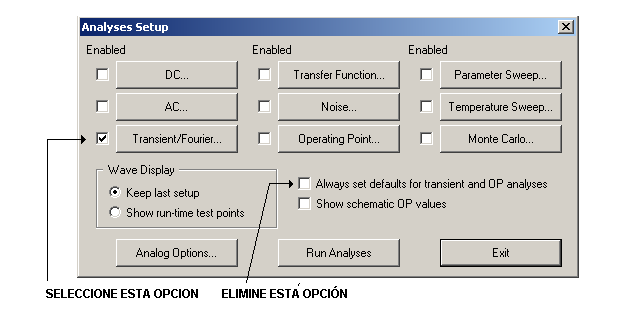 Analyses Setup
Enabled Enabled Enabled
DC... Transfer Function... Parameter Sweep...
AC... Noise... Temperature Sweep...
Transient/Fourier... Operating Point... Monte Carlo...
Wave Display
Keep last setup
Show run-time test points
Always set defaults for transient and OP analyses
Show schematic OP values
Analog Options... Run Analyses Exit
SELECCIONE ESTA OPCION ELIMINE ESTA OPCIÓN